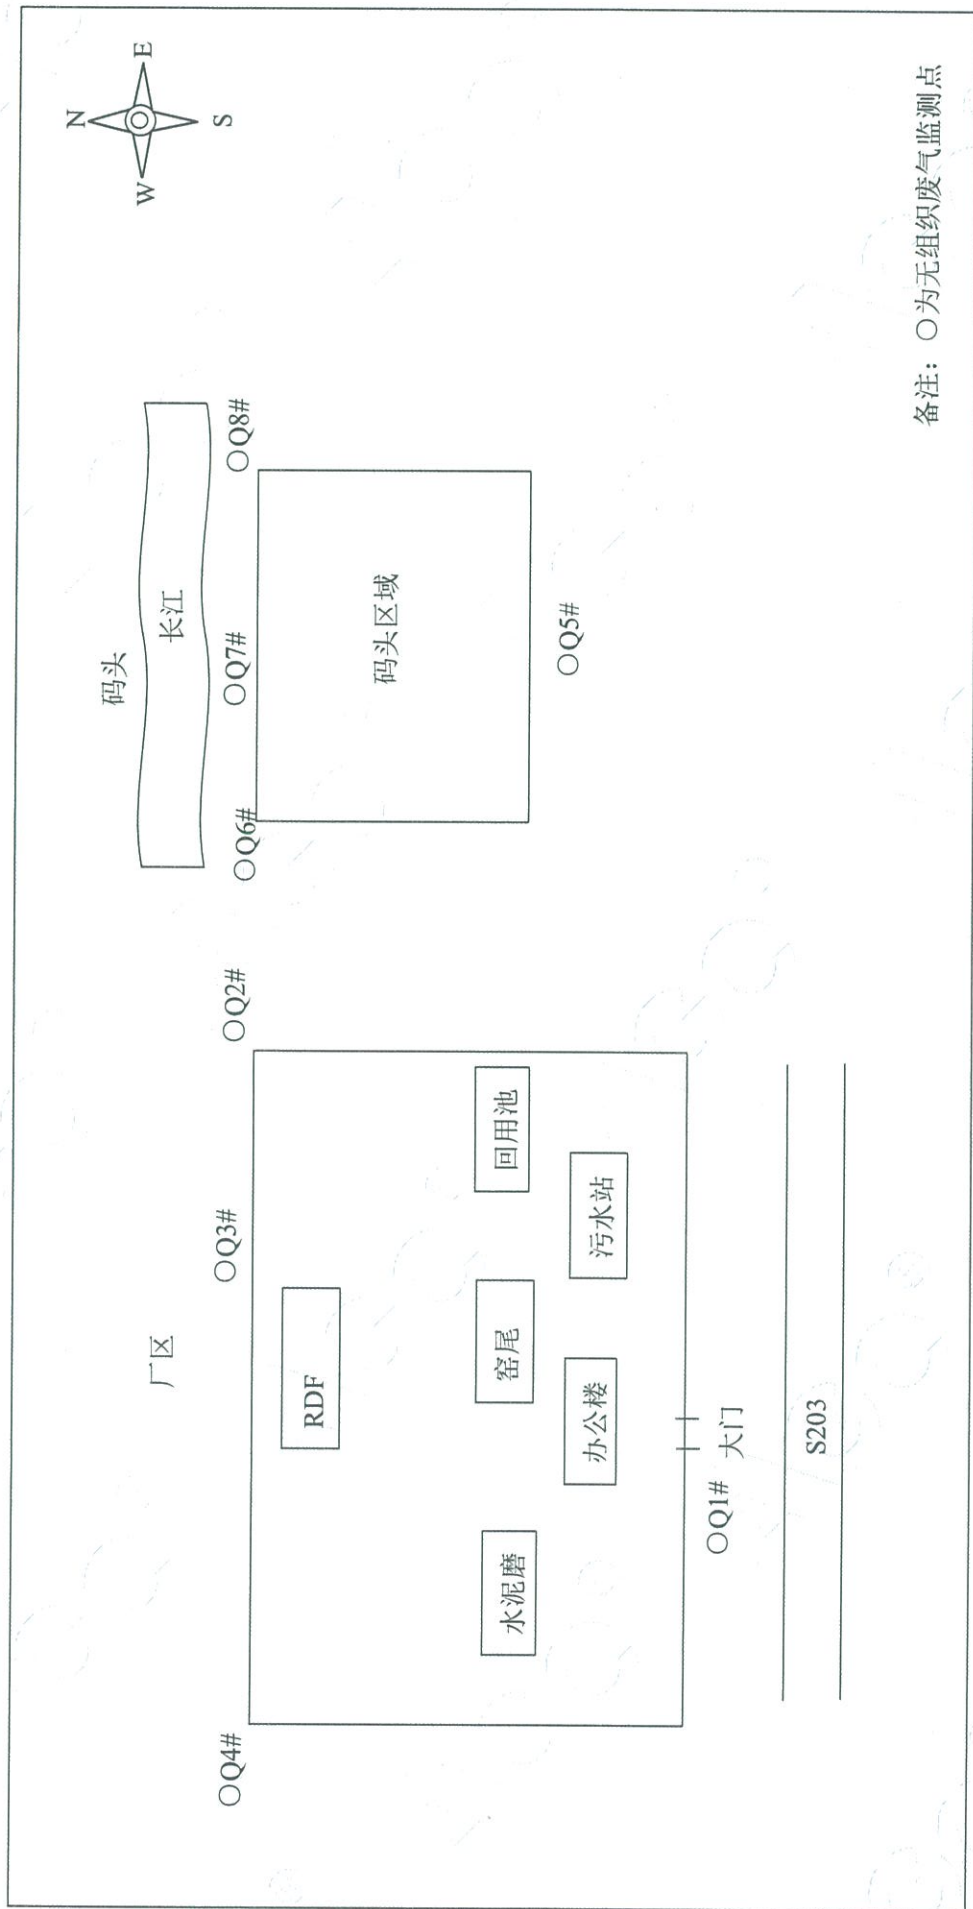 N
W
E
S
厂区
码头
长江
○Q4#
○Q3#
○Q2#
○Q6#
○Q7#
○Q8#
RDF
码头区域
水泥磨
窑尾
回用池
办公楼
污水站
○Q5#
○Q1#
大门
S203
备注：○为无组织废气监测点